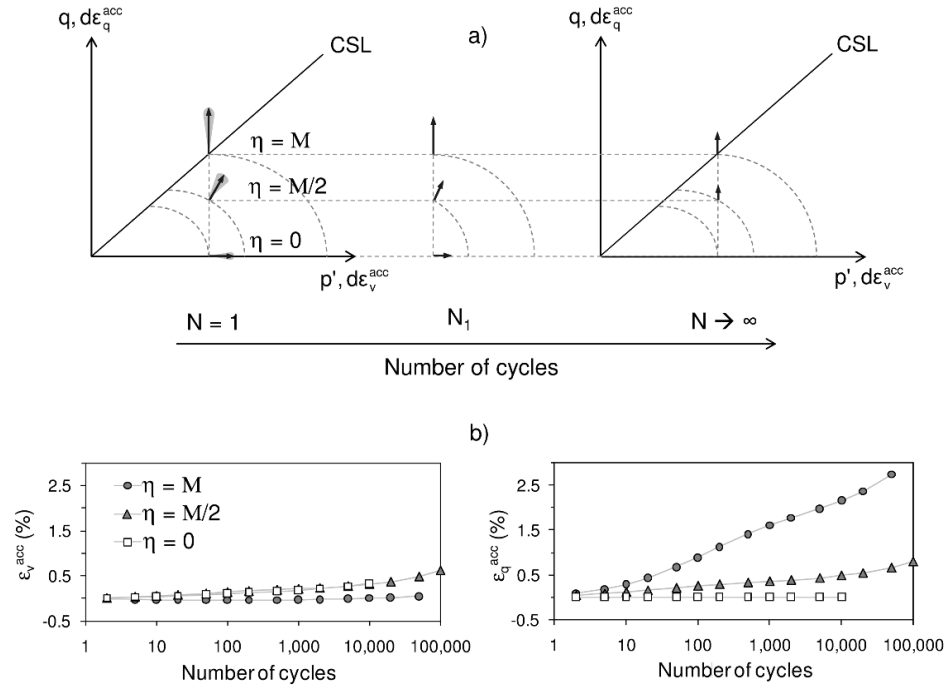 a)
q, dε_q^acc
CSL
η = M
η = M/2
η = 0
p', dε_v^acc
q, dε_q^acc
CSL
p', dε_v^acc
N = 1
N₁
N → ∞
Number of cycles
b)
ε_v^acc (%)
2.5
1.5
0.5
-0.5
η = M
η = M/2
η = 0
1
10
100
1,000
10,000
100,000
Number of cycles
ε_q^acc (%)
2.5
1.5
0.5
-0.5
1
10
100
1,000
10,000
100,000
Number of cycles